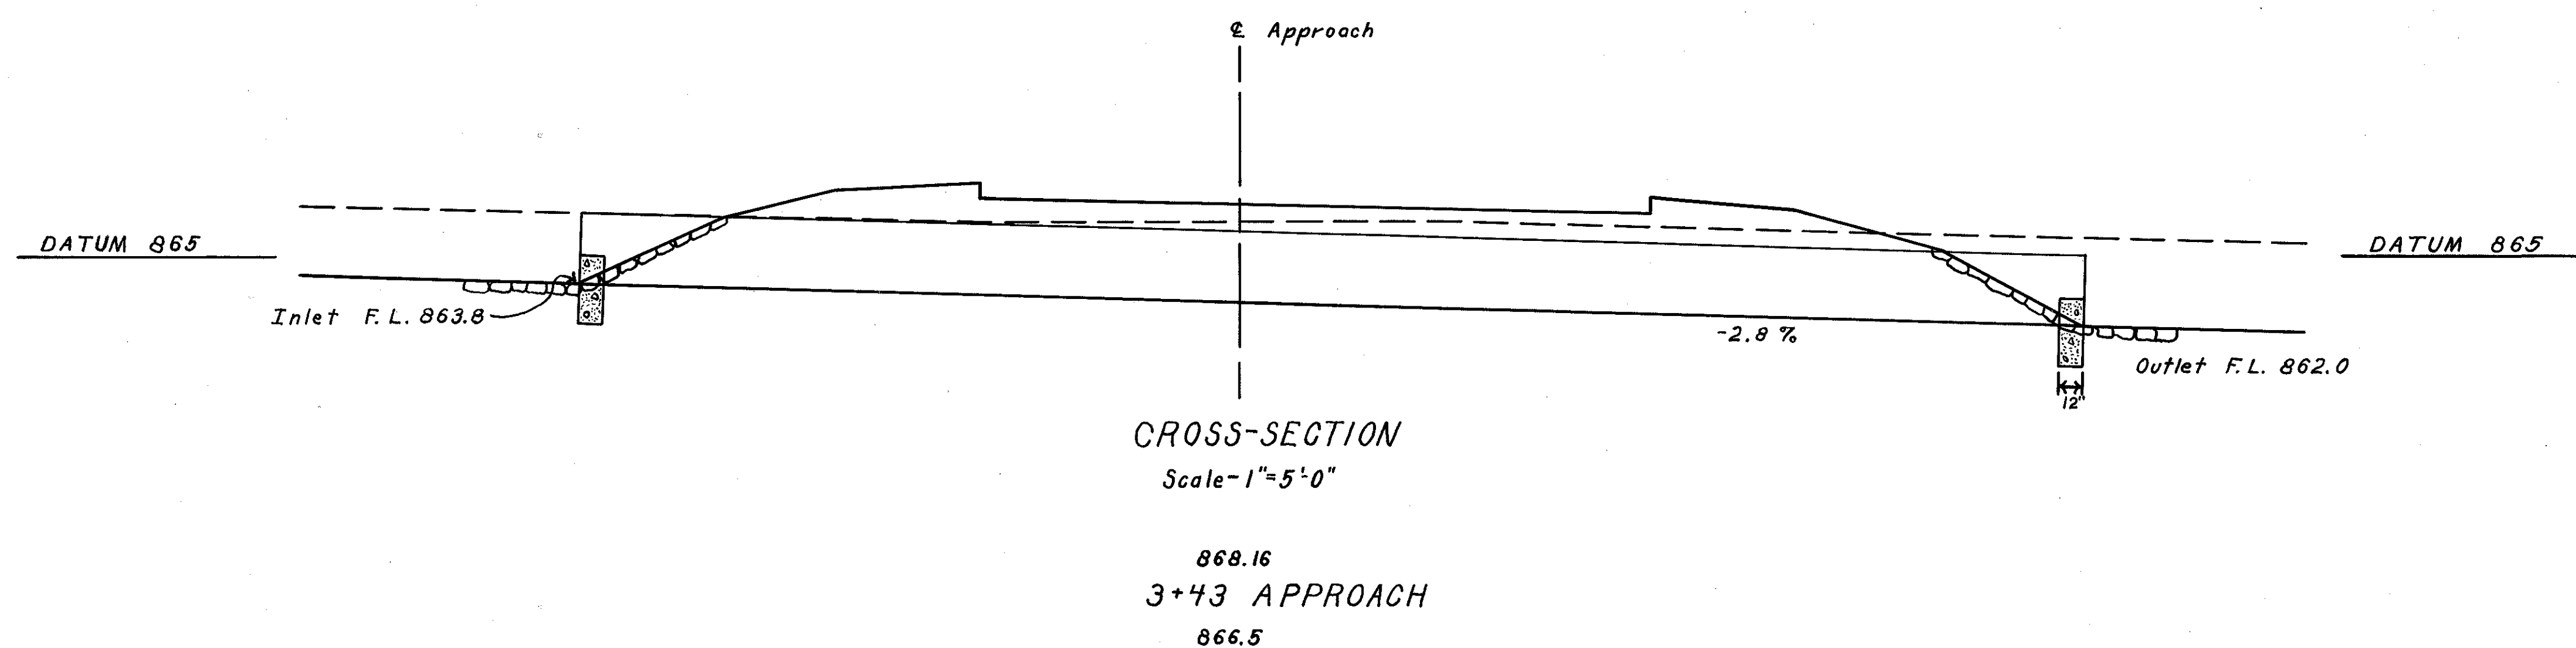 ℄ Approach
DATUM 865
DATUM 865
Inlet F.L. 863.8
-2.8 %
Outlet F.L. 862.0
12"
CROSS-SECTION
Scale-1"=5'-0"
868.16
3+43 APPROACH
866.5